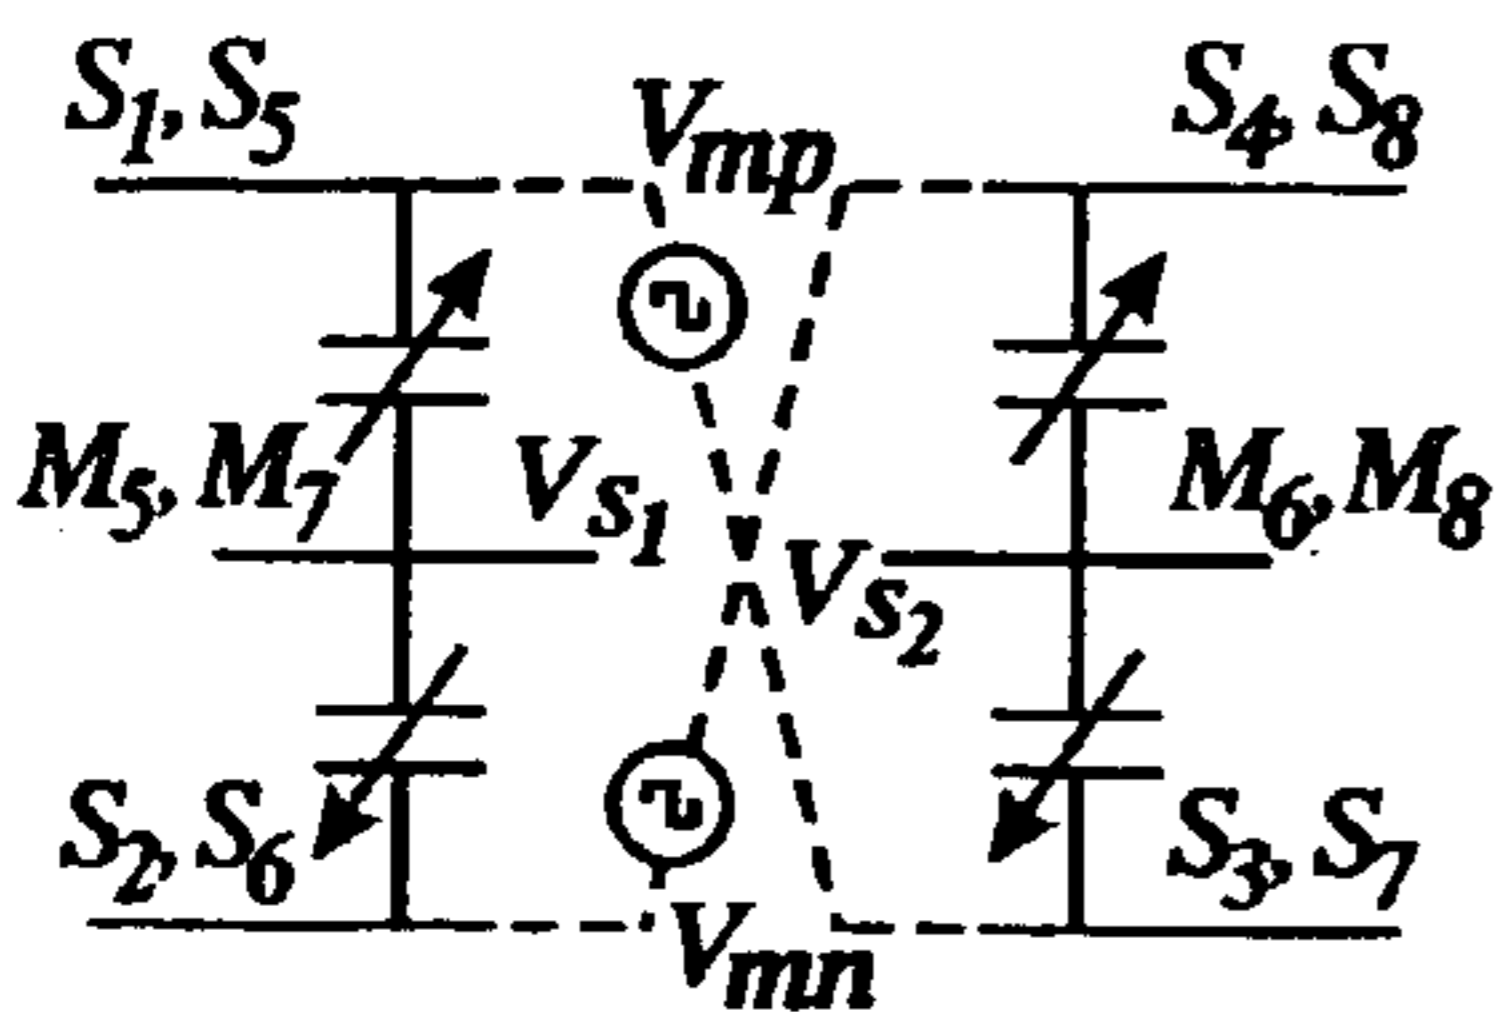 S1, S5
Vmp
S4, S8
M5, M7
VS1
VS2
M6, M8
S2, S6
S3, S7
Vmn